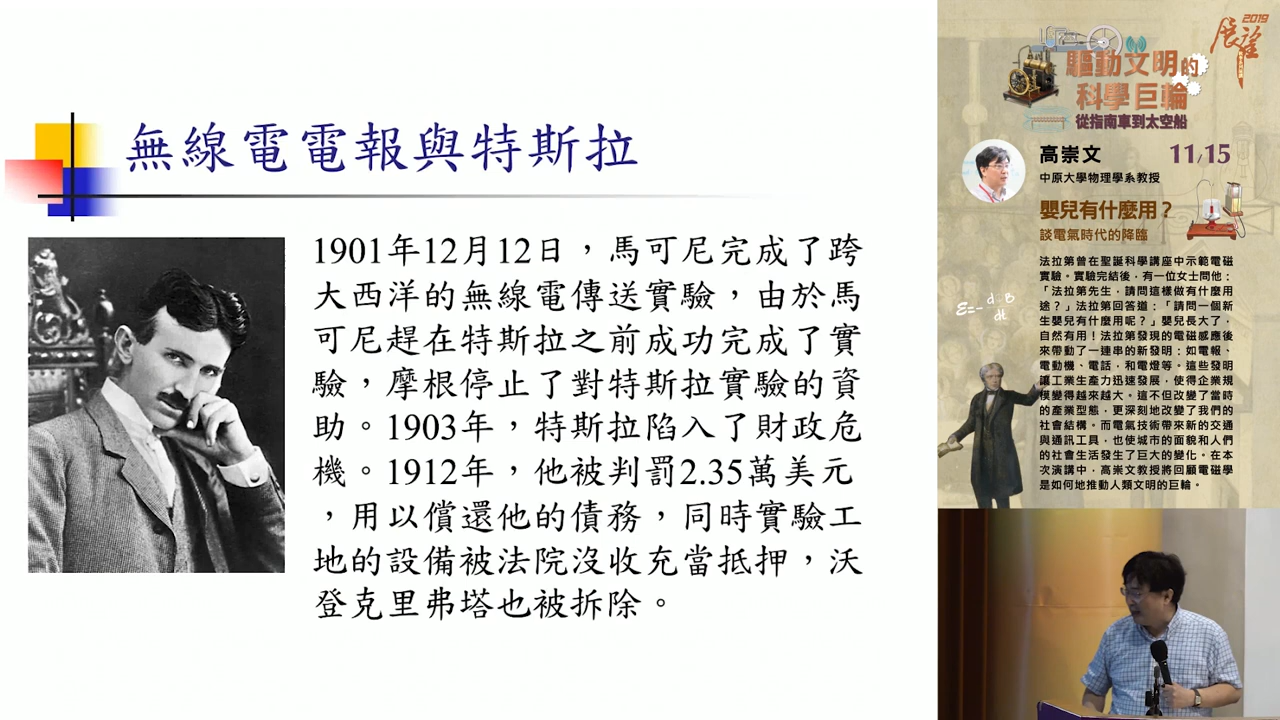 無線電電報與特斯拉
1901年12月12日，馬可尼完成了跨
大西洋的無線電傳送實驗，由於馬
可尼趕在特斯拉之前成功完成了實
驗，摩根停止了對特斯拉實驗的資
助。1903年，特斯拉陷入了財政危
機。1912年，他被判罰2.35萬美元
，用以償還他的債務，同時實驗工
地的設備被法院沒收充當抵押，沃
登克里弗塔也被拆除。
2019
展望
驅動文明的
科學巨輪
從指南車到太空船
高崇文
11/15
中原大學物理學系教授
嬰兒有什麼用？
談電氣時代的降臨
法拉第曾在聖誕科學講座中示範電磁
實驗。實驗完結後，有一位女士問他：
「法拉第先生，請問這樣做有什麼用
途？」法拉第回答道：「請問一個新
生嬰兒有什麼用呢？」嬰兒長大了，
自然有用！法拉第發現的電磁感應後
來帶動了一連串的新發明：如電報、
電動機、電話，和電燈等。這些發明
讓工業生產力迅速發展，使得企業規
模變得越來越大。這不但改變了當時
的產業型態，更深刻地改變了我們的
社會結構。而電氣技術帶來新的交通
與通訊工具，也使城市的面貌和人們
的社會生活發生了巨大的變化。在本
次演講中，高崇文教授將回顧電磁學
是如何地推動人類文明的巨輪。